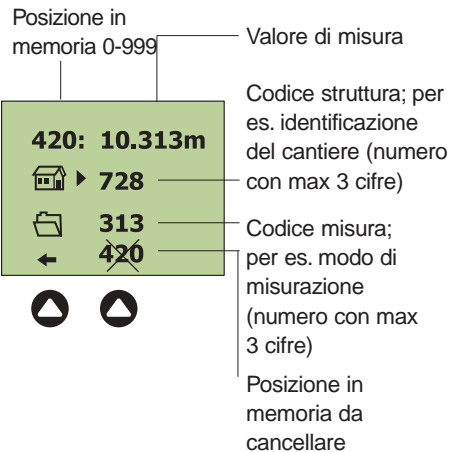 Posizione in
memoria 0-999
Valore di misura
Codice struttura; per
es. identificazione
del cantiere (numero
con max 3 cifre)
420: 10.313m
728
313
420
Codice misura;
per es. modo di
misurazione
(numero con max
3 cifre)
Posizione in
memoria da
cancellare